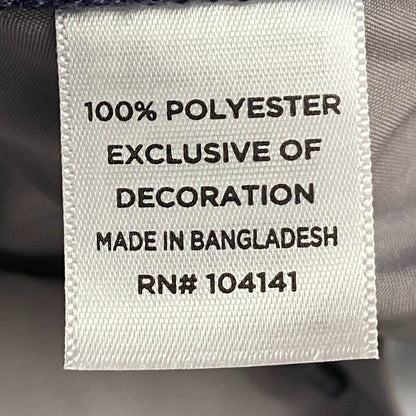 100% POLYESTER
EXCLUSIVE OF
DECORATION
MADE IN BANGLADESH
RN# 104141